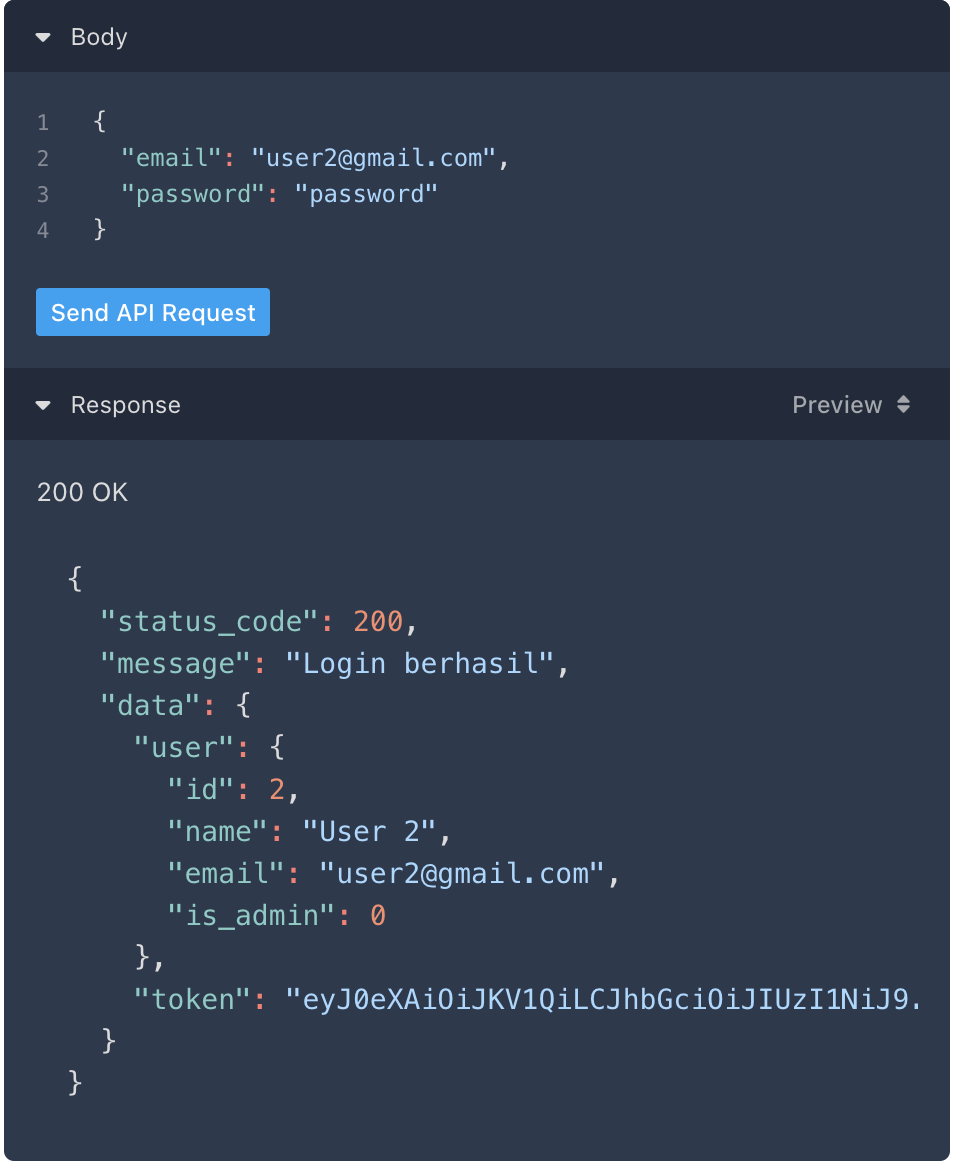 Body
1 {
2   "email": "user2@gmail.com",
3   "password": "password"
4 }
Send API Request
Response Preview
200 OK
{
  "status_code": 200,
  "message": "Login berhasil",
  "data": {
    "user": {
      "id": 2,
      "name": "User 2",
      "email": "user2@gmail.com",
      "is_admin": 0
    },
    "token": "eyJ0eXAiOiJKV1QiLCJhbGciOiJIUzI1NiJ9.
  }
}